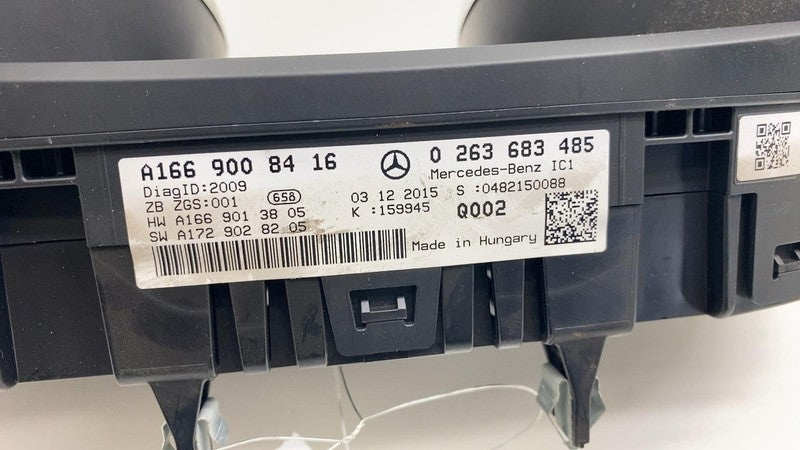 A166 900 84 16
0 263 683 485
Mercedes-Benz IC1
DiagID:2009
ZB ZGS:001
658
03 12 2015
S :0482150088
HW A166 901 38 05
K :159945
Q002
SW A172 902 82 05
Made in Hungary